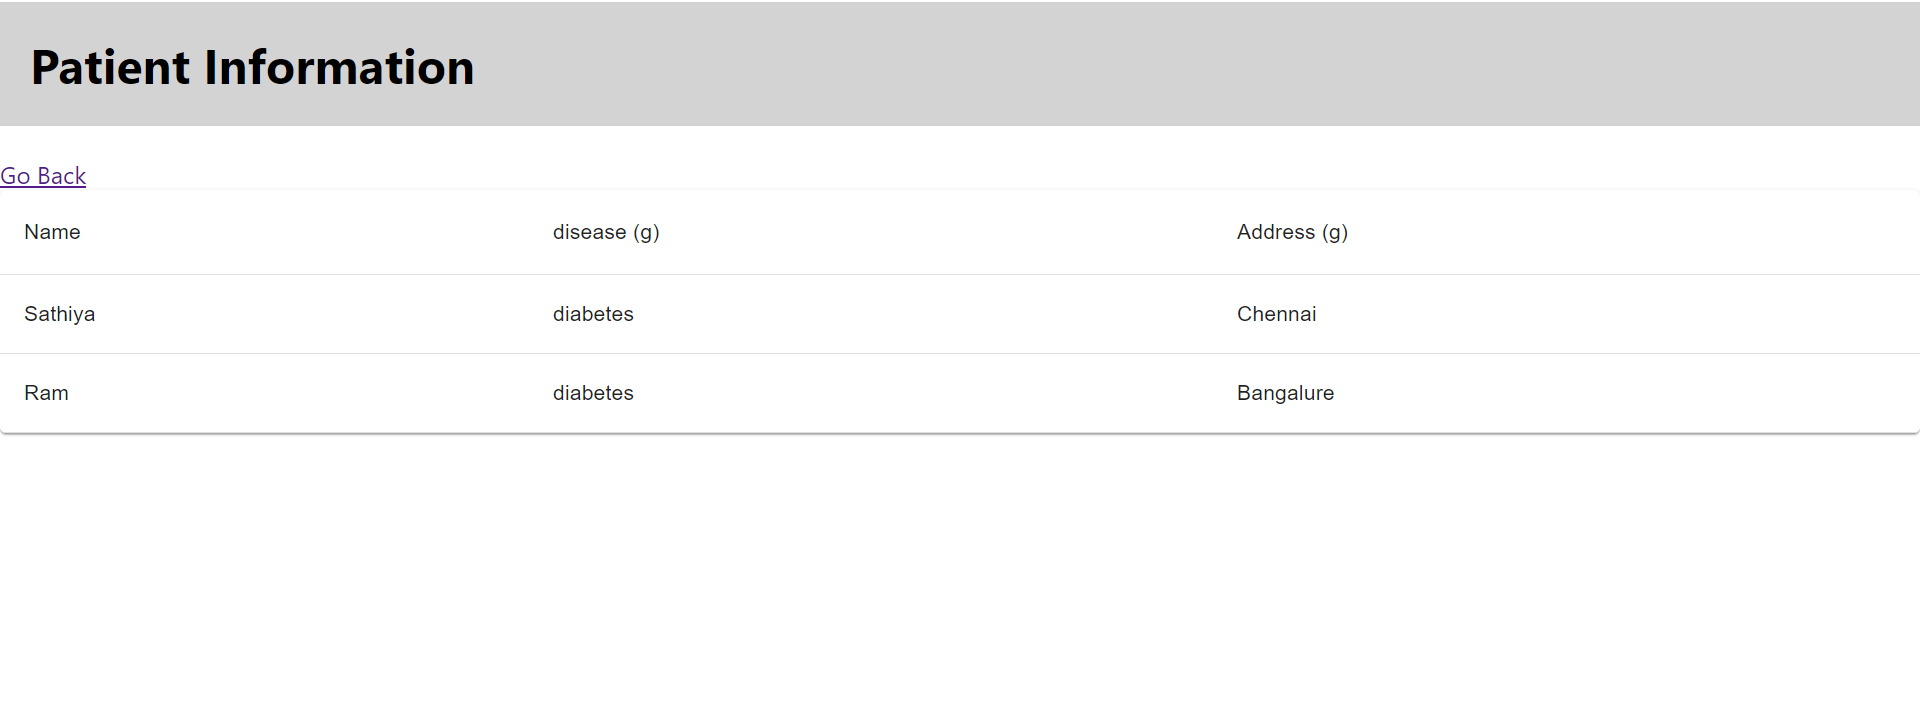 Patient Information
Go Back
Name disease (g) Address (g)
Sathiya diabetes Chennai
Ram diabetes Bangalure